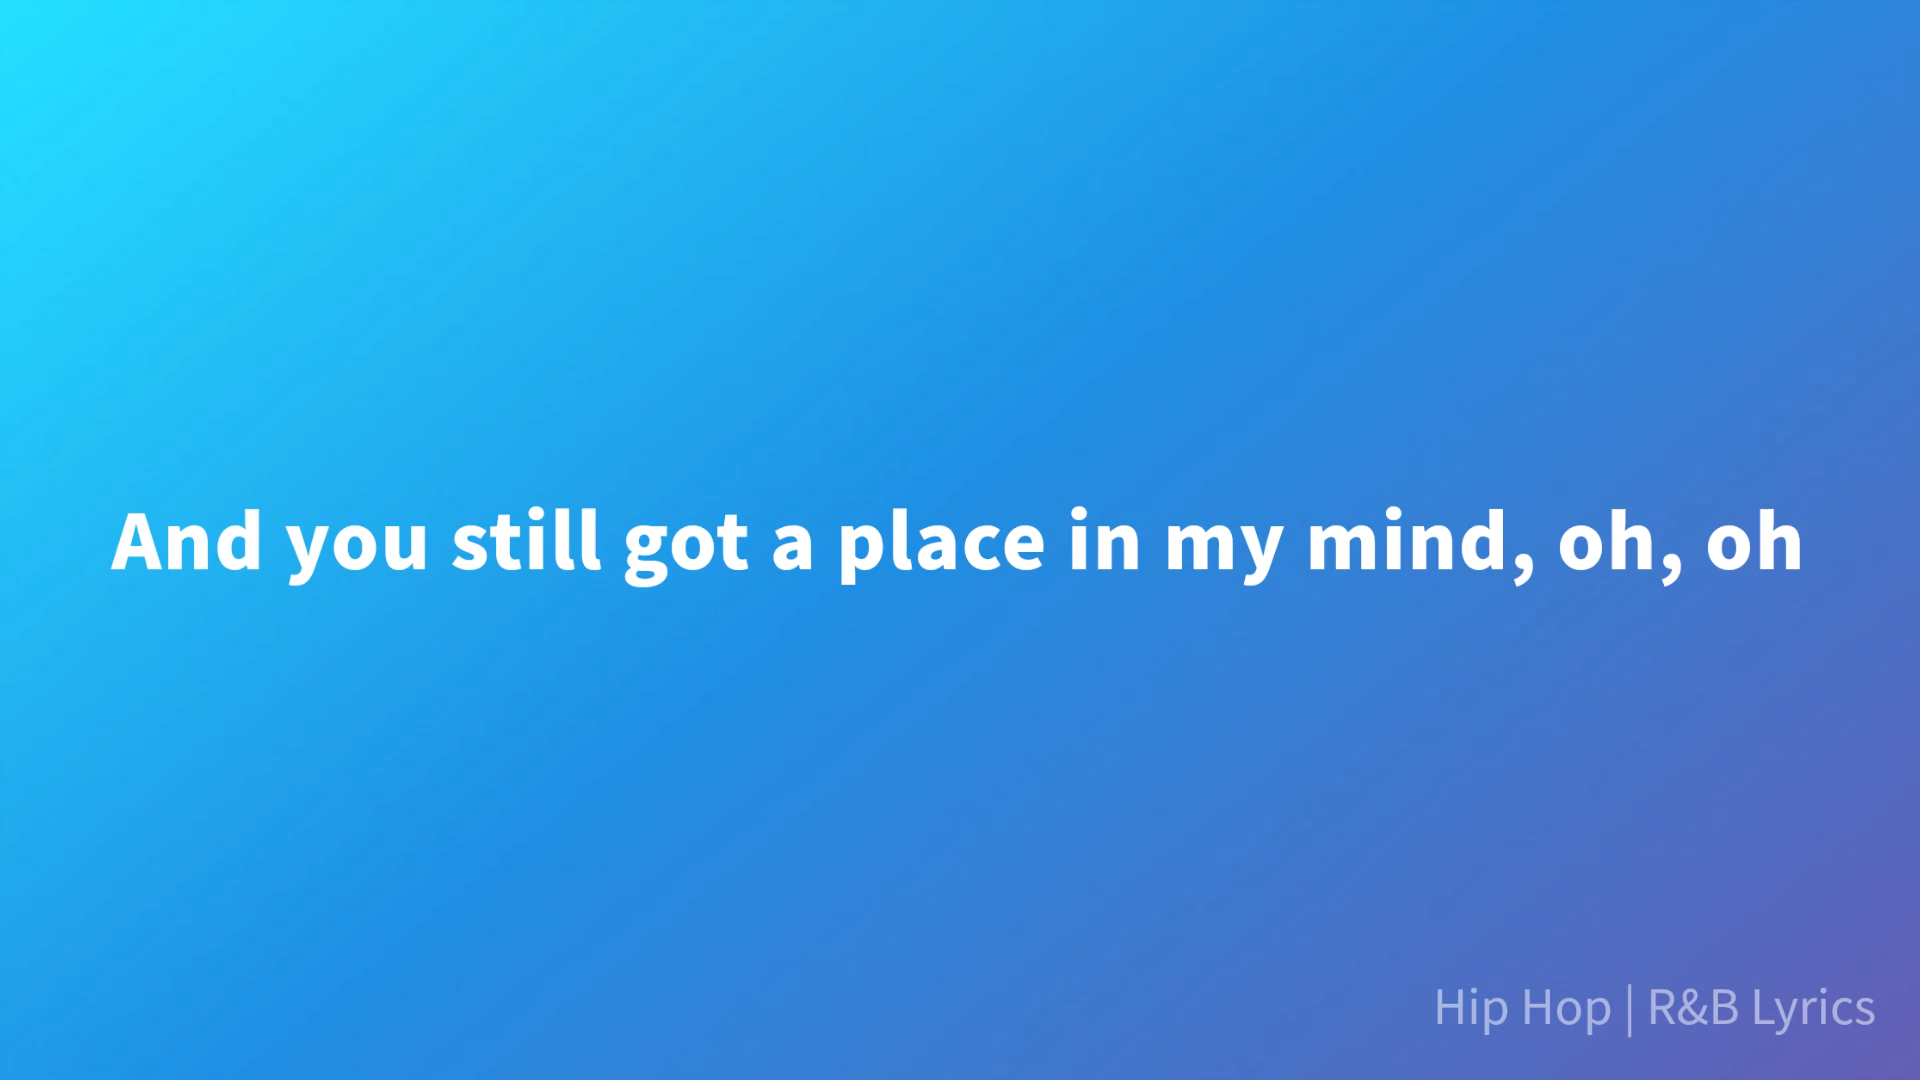 And you still got a place in my mind, oh, oh
Hip Hop | R&B Lyrics